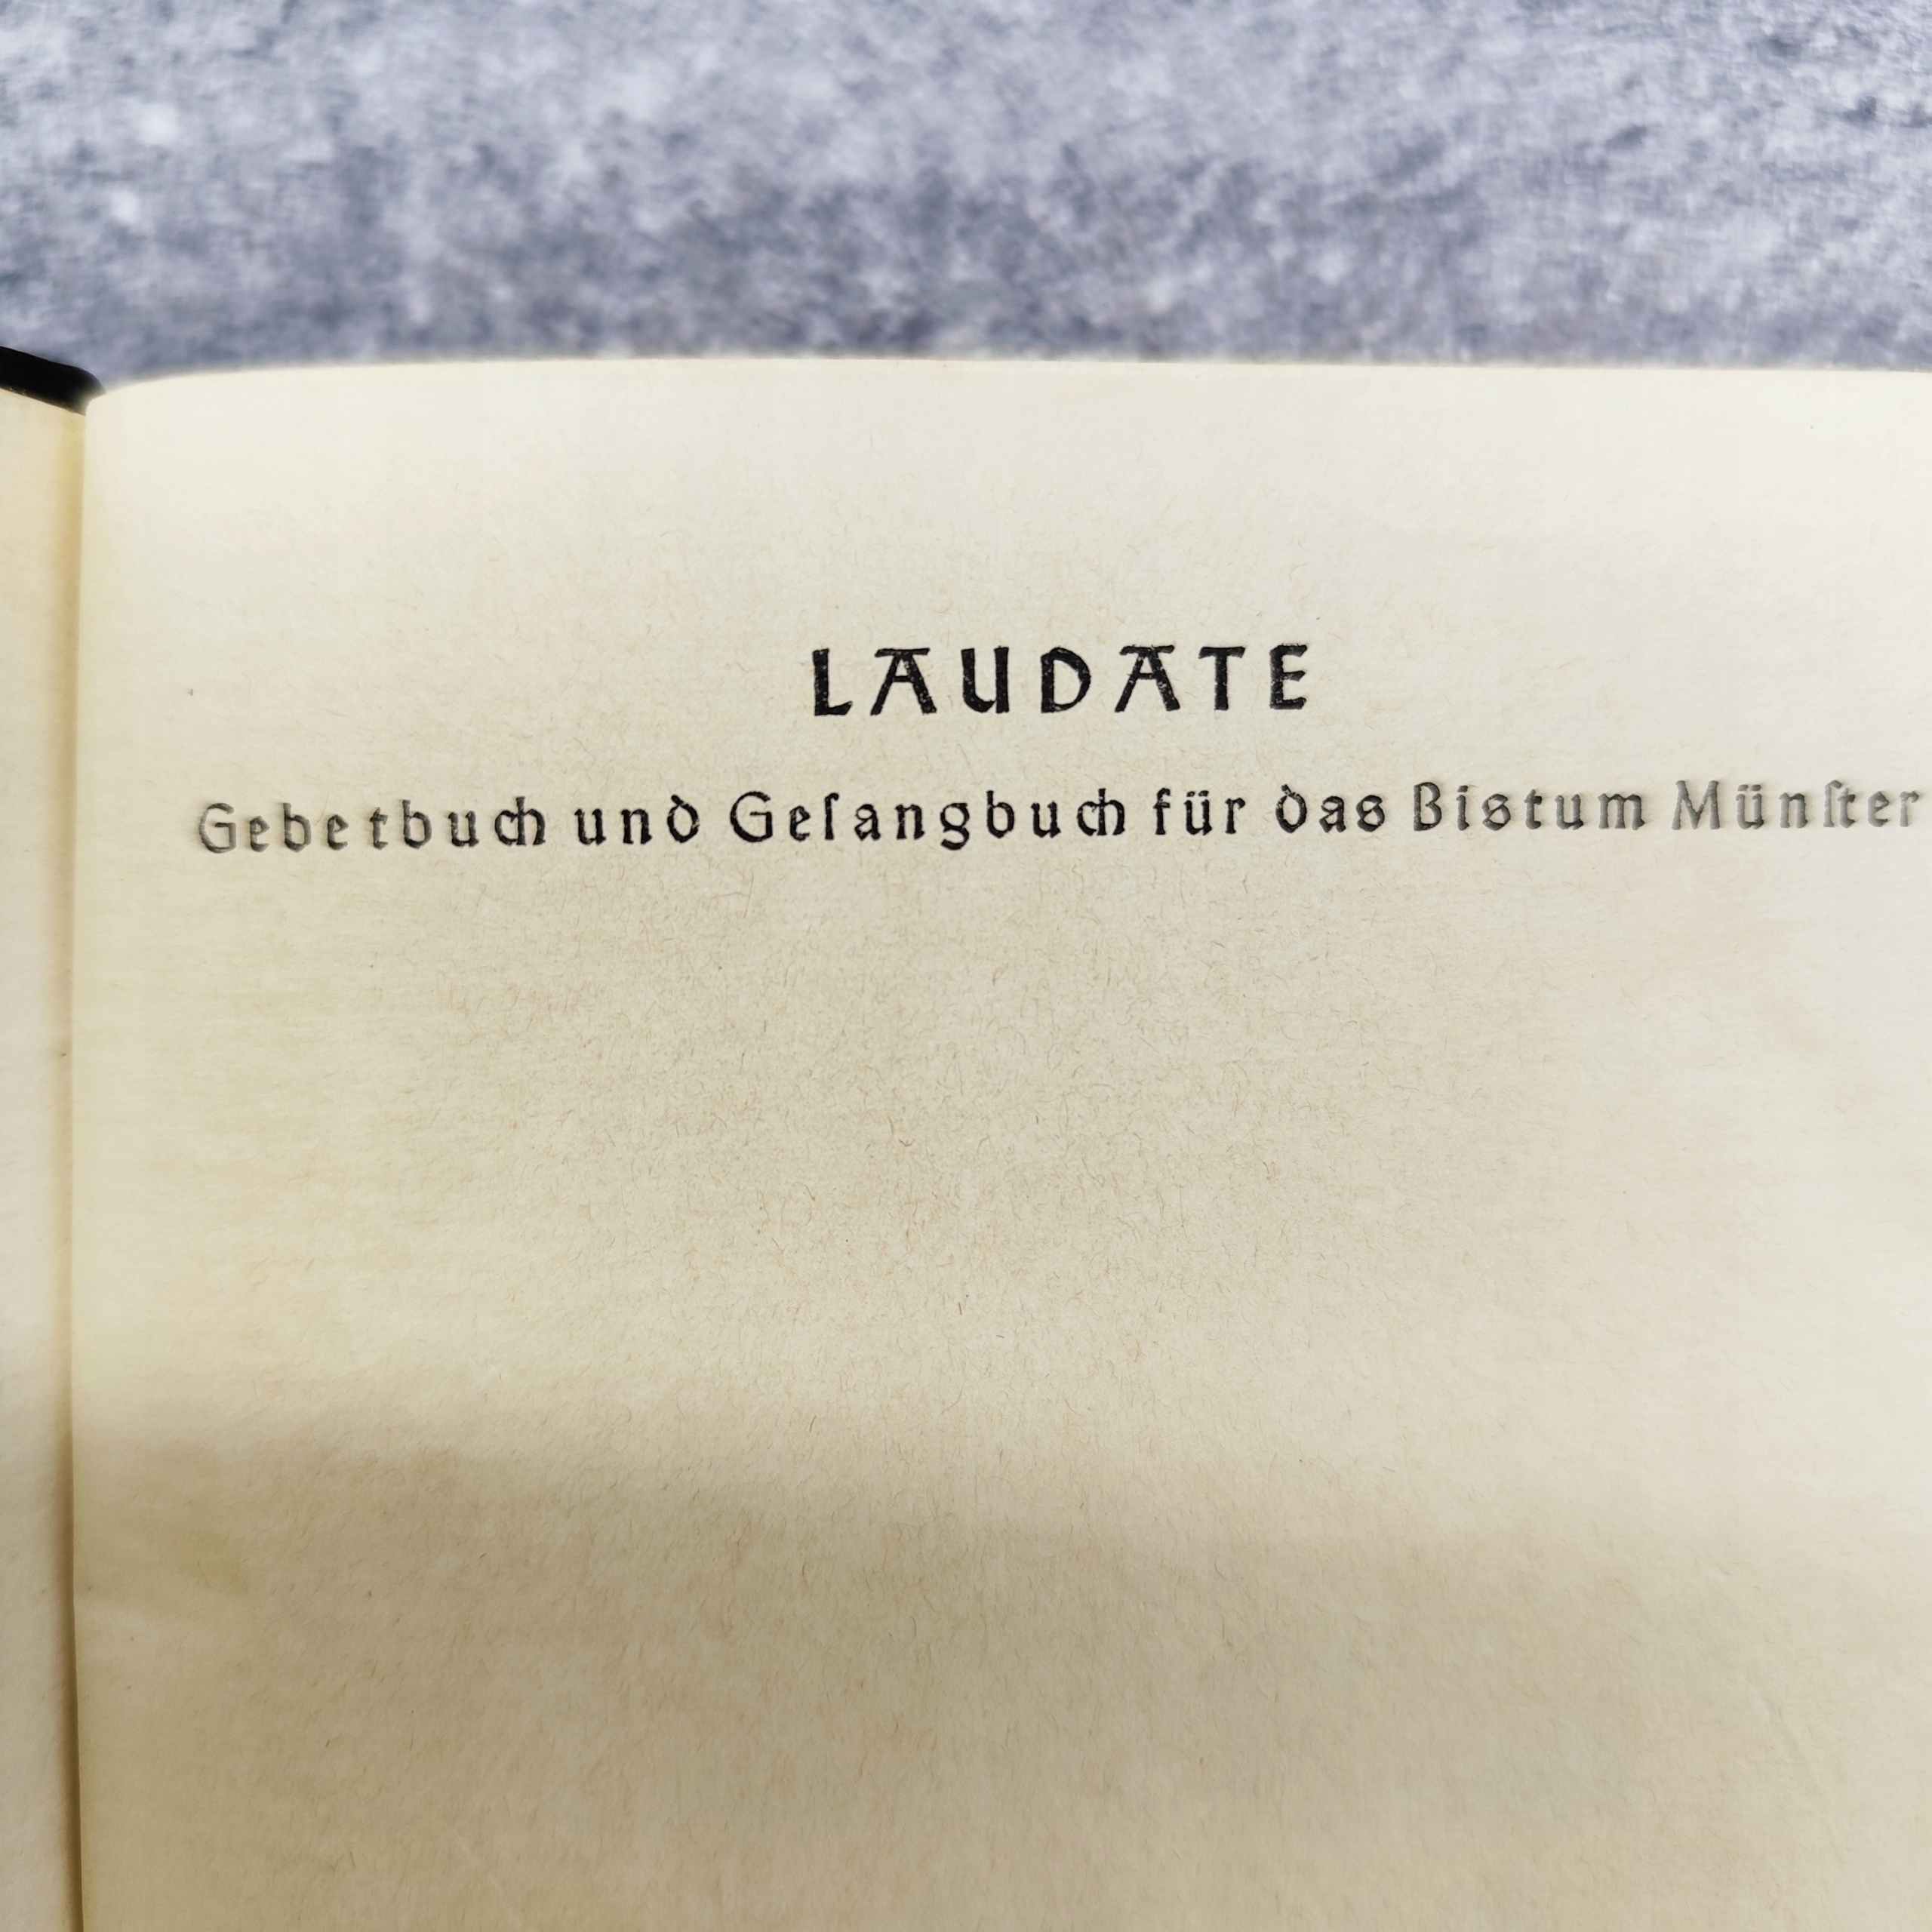 LAUDATE
Gebetbuch und Geſangbuch für das Bistum Münſter